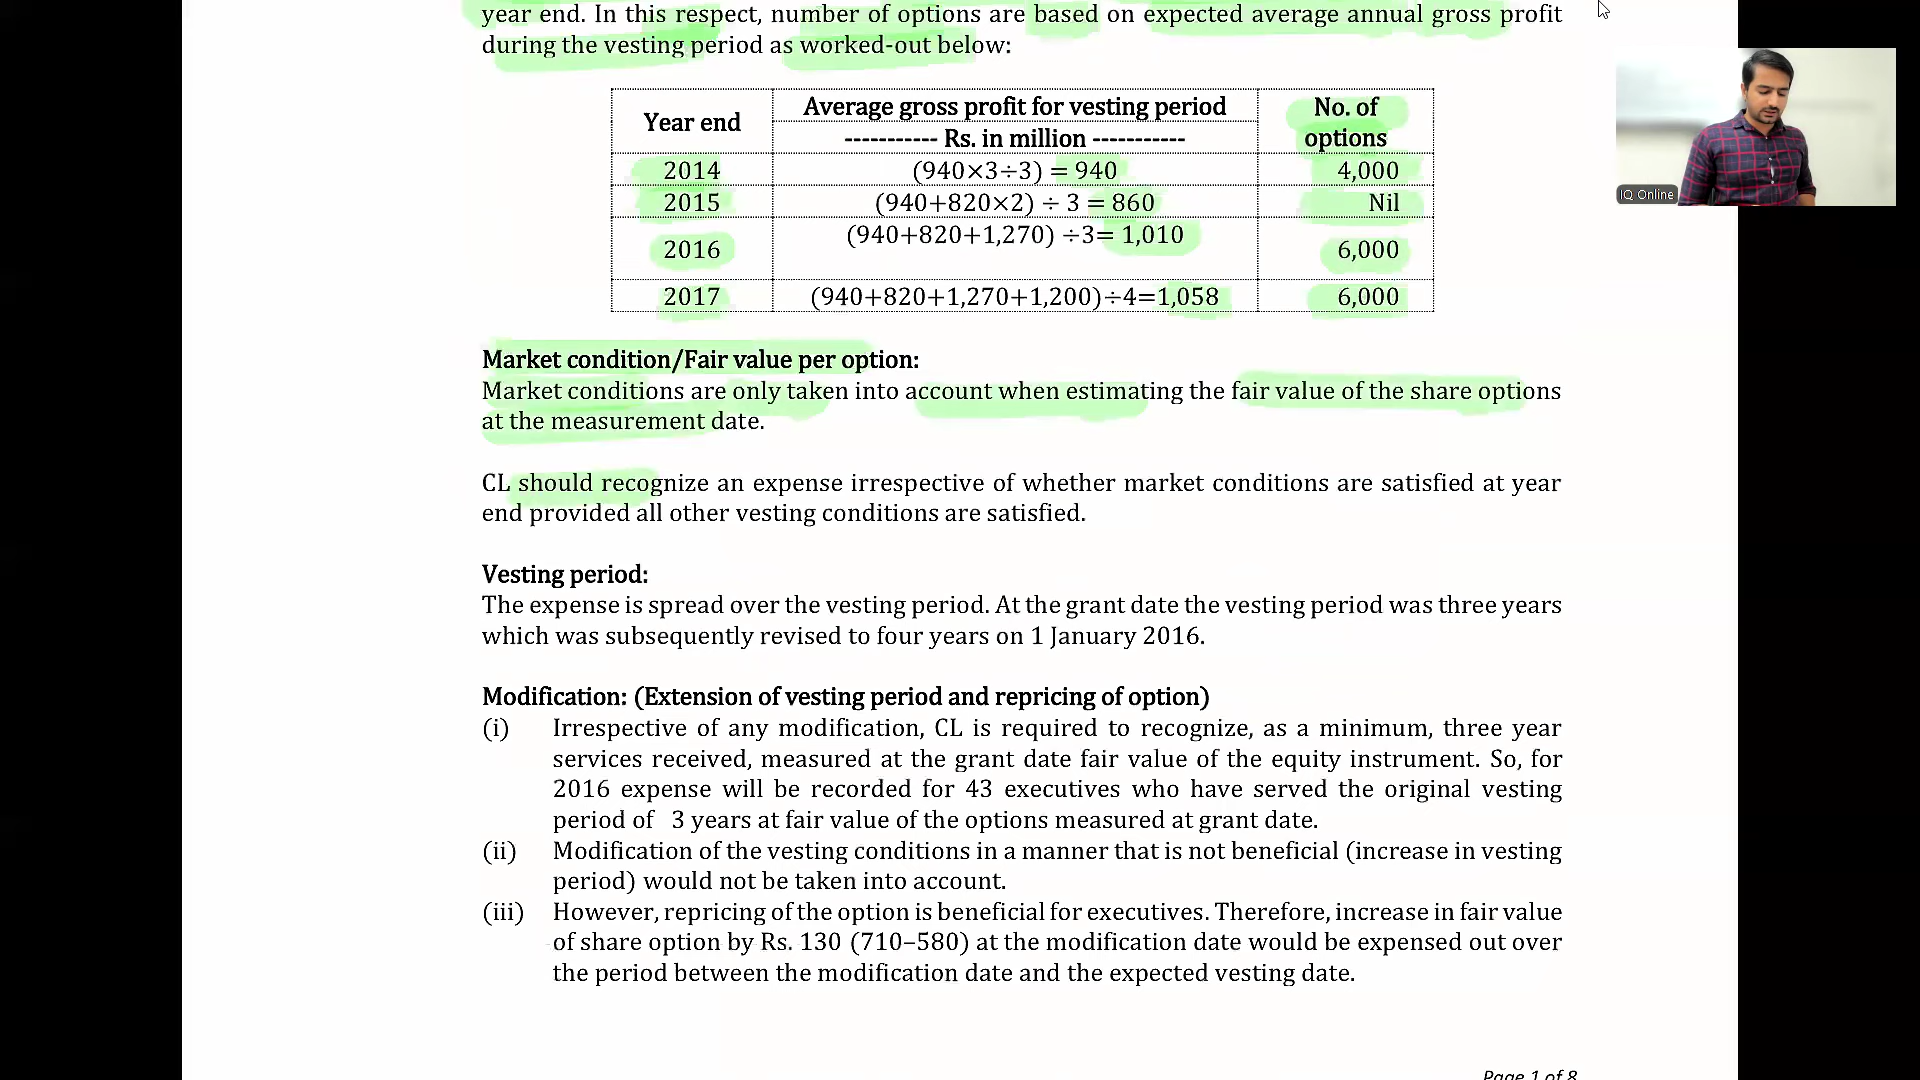 year end. In this respect, number of options are based on expected average annual gross profit
during the vesting period as worked-out below:
Year end
Average gross profit for vesting period
----------- Rs. in million -----------
No. of
options
2014 (940×3÷3) = 940 4,000
2015 (940+820×2) ÷ 3 = 860 Nil
2016 (940+820+1,270) ÷3= 1,010 6,000
2017 (940+820+1,270+1,200)÷4=1,058 6,000
Market condition/Fair value per option:
Market conditions are only taken into account when estimating the fair value of the share options
at the measurement date.
CL should recognize an expense irrespective of whether market conditions are satisfied at year
end provided all other vesting conditions are satisfied.
Vesting period:
The expense is spread over the vesting period. At the grant date the vesting period was three years
which was subsequently revised to four years on 1 January 2016.
Modification: (Extension of vesting period and repricing of option)
(i) Irrespective of any modification, CL is required to recognize, as a minimum, three year
services received, measured at the grant date fair value of the equity instrument. So, for
2016 expense will be recorded for 43 executives who have served the original vesting
period of 3 years at fair value of the options measured at grant date.
(ii) Modification of the vesting conditions in a manner that is not beneficial (increase in vesting
period) would not be taken into account.
(iii) However, repricing of the option is beneficial for executives. Therefore, increase in fair value
of share option by Rs. 130 (710–580) at the modification date would be expensed out over
the period between the modification date and the expected vesting date.
Page 1 of 8
IQ Online